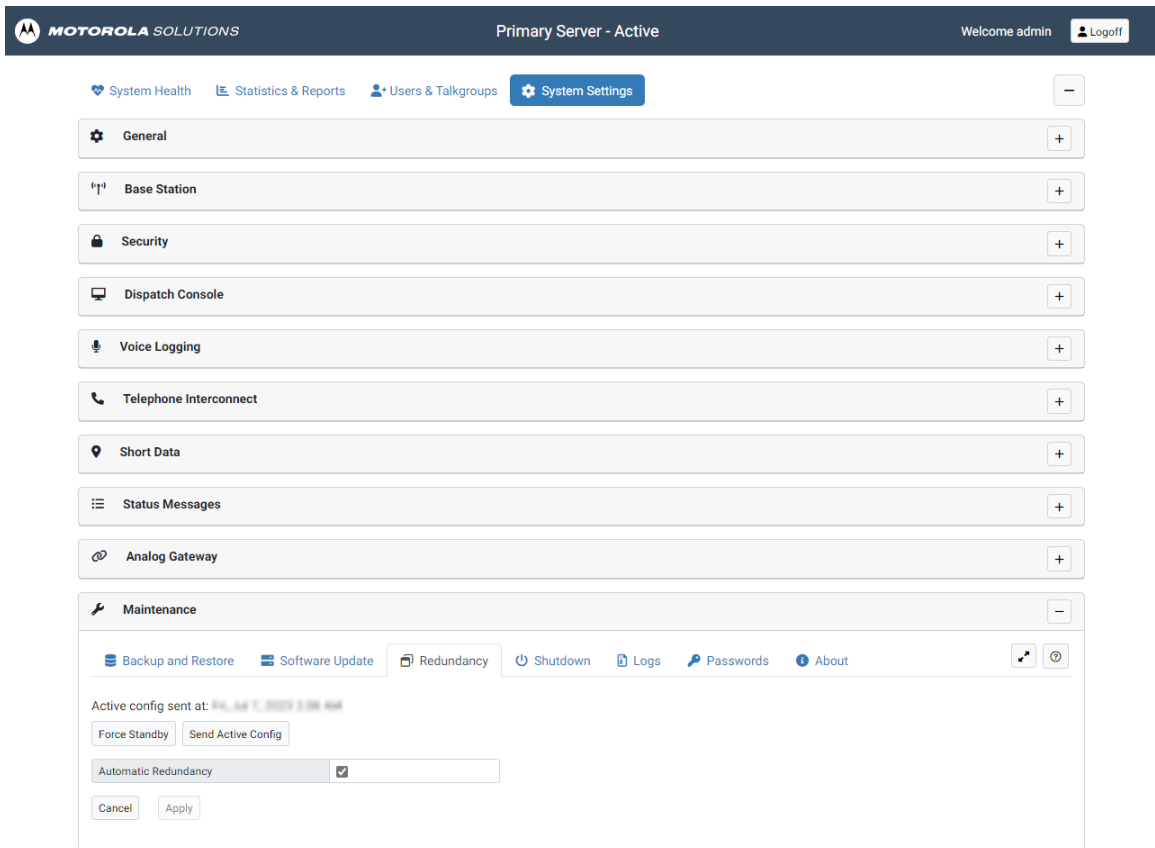 MOTOROLA SOLUTIONS
Primary Server - Active
Welcome admin
Logoff
System Health
Statistics & Reports
Users & Talkgroups
System Settings
General
Base Station
Security
Dispatch Console
Voice Logging
Telephone Interconnect
Short Data
Status Messages
Analog Gateway
Maintenance
Backup and Restore
Software Update
Redundancy
Shutdown
Logs
Passwords
About
Active config sent at:
Force Standby
Send Active Config
Automatic Redundancy
Cancel
Apply